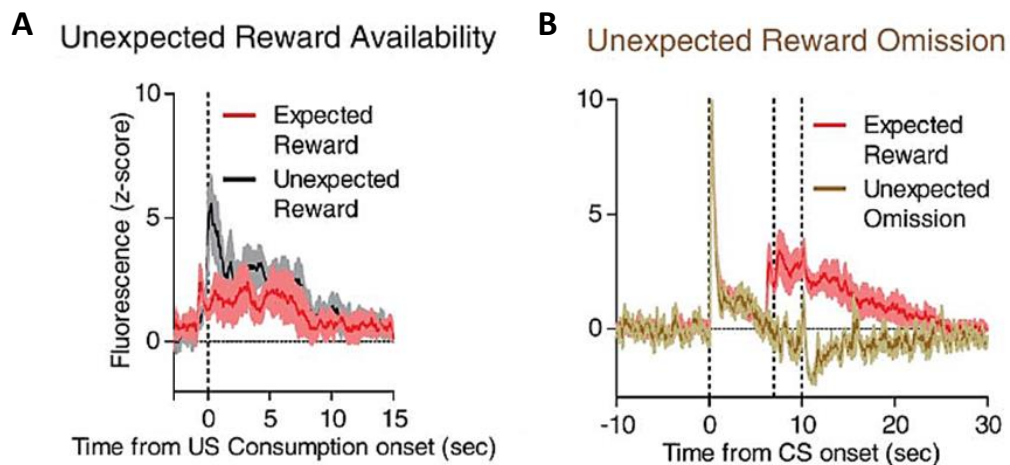 A
Unexpected Reward Availability
10
5
0
Fluorescence (z-score)
Expected
Reward
Unexpected
Reward
0
5
10
15
Time from US Consumption onset (sec)
B
Unexpected Reward Omission
10
5
0
Expected
Reward
Unexpected
Omission
-10
0
10
20
30
Time from CS onset (sec)